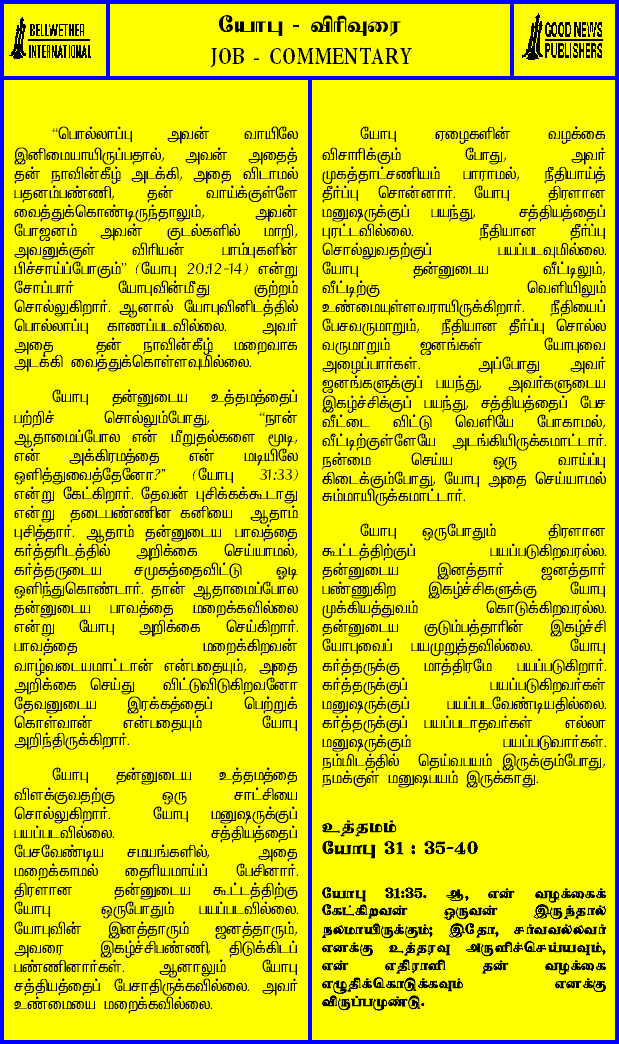 BELLWETHER
INTERNATIONAL
யோபு - விரிவுரை
JOB - COMMENTARY
GOOD NEWS
PUBLISHERS
“பொல்லாப்பு அவன் வாயிலே
இனிமையாயிருப்பதால், அவன் அதைத்
தன் நாவின்கீழ் அடக்கி, அதை விடாமல்
பதனம்பண்ணி, தன் வாய்க்குள்ளே
வைத்துக்கொண்டிருந்தாலும், அவன்
போஜனம் அவன் குடல்களில் மாறி,
அவனுக்குள் விரியன் பாம்புகளின்
பிச்சாய்ப்போகும்” (யோபு 20:12-14) என்று
சோப்பார் யோபுவின்மீது குற்றம்
சொல்லுகிறார். ஆனால் யோபுவினிடத்தில்
பொல்லாப்பு காணப்படவில்லை. அவர்
அதை தன் நாவின்கீழ் மறைவாக
அடக்கி வைத்துக்கொள்ளவுமில்லை.
யோபு தன்னுடைய உத்தமத்தைப்
பற்றிச் சொல்லும்போது, “நான்
ஆதாமைப்போல என் மீறுதல்களை மூடி,
என் அக்கிரமத்தை என் மடியிலே
ஒளித்துவைத்தேனோ?” (யோபு 31:33)
என்று கேட்கிறார். தேவன் புசிக்கக்கூடாது
என்று தடைபண்ணின கனியை ஆதாம்
புசித்தார். ஆதாம் தன்னுடைய பாவத்தை
கர்த்தரிடத்தில் அறிக்கை செய்யாமல்,
கர்த்தருடைய சமுகத்தைவிட்டு ஓடி
ஒளிந்துகொண்டார். தான் ஆதாமைப்போல
தன்னுடைய பாவத்தை மறைக்கவில்லை
என்று யோபு அறிக்கை செய்கிறார்.
பாவத்தை மறைக்கிறவன்
வாழ்வடையமாட்டான் என்பதையும், அதை
அறிக்கை செய்து விட்டுவிடுகிறவனோ
தேவனுடைய இரக்கத்தைப் பெற்றுக்
கொள்வான் என்பதையும் யோபு
அறிந்திருக்கிறார்.
யோபு தன்னுடைய உத்தமத்தை
விளக்குவதற்கு ஒரு சாட்சியை
சொல்லுகிறார். யோபு மனுஷருக்குப்
பயப்படவில்லை. சத்தியத்தைப்
பேசவேண்டிய சமயங்களில், அதை
மறைக்காமல் தைரியமாய்ப் பேசினார்.
திரளான தன்னுடைய கூட்டத்திற்கு
யோபு ஒருபோதும் பயப்படவில்லை.
யோபுவின் இனத்தாரும் ஜனத்தாரும்,
அவரை இகழ்ச்சிபண்ணி, திடுக்கிடப்
பண்ணினார்கள். ஆனாலும் யோபு
சத்தியத்தைப் பேசாதிருக்கவில்லை. அவர்
உண்மையை மறைக்கவில்லை.
யோபு ஏழைகளின் வழக்கை
விசாரிக்கும் போது, அவர்
முகத்தாட்சணியம் பாராமல், நீதியாய்த்
தீர்ப்பு சொன்னார். யோபு திரளான
மனுஷருக்குப் பயந்து, சத்தியத்தைப்
புரட்டவில்லை. நீதியான தீர்ப்பு
சொல்லுவதற்குப் பயப்படவுமில்லை.
யோபு தன்னுடைய வீட்டிலும்,
வீட்டிற்கு வெளியிலும்
உண்மையுள்ளவராயிருக்கிறார். நீதியைப்
பேசவருமாறும், நீதியான தீர்ப்பு சொல்ல
வருமாறும் ஜனங்கள் யோபுவை
அழைப்பார்கள். அப்போது அவர்
ஜனங்களுக்குப் பயந்து, அவர்களுடைய
இகழ்ச்சிக்குப் பயந்து, சத்தியத்தைப் பேச
வீட்டை விட்டு வெளியே போகாமல்,
வீட்டிற்குள்ளேயே அடங்கியிருக்கமாட்டார்.
நன்மை செய்ய ஒரு வாய்ப்பு
கிடைக்கும்போது, யோபு அதை செய்யாமல்
சும்மாயிருக்கமாட்டார்.
யோபு ஒருபோதும் திரளான
கூட்டத்திற்குப் பயப்படுகிறவரல்ல.
தன்னுடைய இனத்தார் ஜனத்தார்
பண்ணுகிற இகழ்ச்சிகளுக்கு யோபு
முக்கியத்துவம் கொடுக்கிறவரல்ல.
தன்னுடைய குடும்பத்தாரின் இகழ்ச்சி
யோபுவைப் பயமுறுத்தவில்லை. யோபு
கர்த்தருக்கு மாத்திரமே பயப்படுகிறார்.
கர்த்தருக்குப் பயப்படுகிறவர்கள்
மனுஷருக்குப் பயப்படவேண்டியதில்லை.
கர்த்தருக்குப் பயப்படாதவர்கள் எல்லா
மனுஷருக்கும் பயப்படுவார்கள்.
நம்மிடத்தில் தெய்வபயம் இருக்கும்போது,
நமக்குள் மனுஷபயம் இருக்காது.
உத்தமம்
யோபு 31 : 35-40
யோபு 31:35. ஆ, என் வழக்கைக்
கேட்கிறவன் ஒருவன் இருந்தால்
நலமாயிருக்கும்; இதோ, சர்வவல்லவர்
எனக்கு உத்தரவு அருளிச்செய்யவும்,
என் எதிராளி தன் வழக்கை
எழுதிக்கொடுக்கவும் எனக்கு
விருப்பமுண்டு.